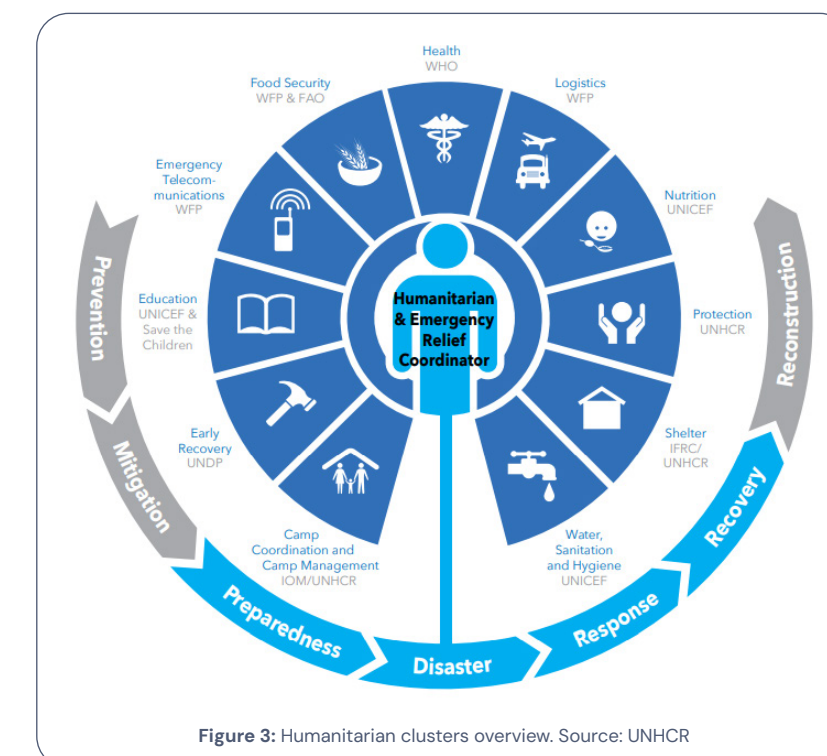 Health
WHO
Logistics
WFP
Nutrition
UNICEF
Protection
UNHCR
Shelter
IFRC/
UNHCR
Water,
Sanitation
and Hygiene
UNICEF
Camp
Coordination and
Camp Management
IOM/UNHCR
Early
Recovery
UNDP
Education
UNICEF &
Save the
Children
Emergency
Telecom-
munications
WFP
Food Security
WFP & FAO
Humanitarian
& Emergency
Relief
Coordinator
Prevention
Mitigation
Preparedness
Disaster
Response
Recovery
Reconstruction
Figure 3: Humanitarian clusters overview. Source: UNHCR